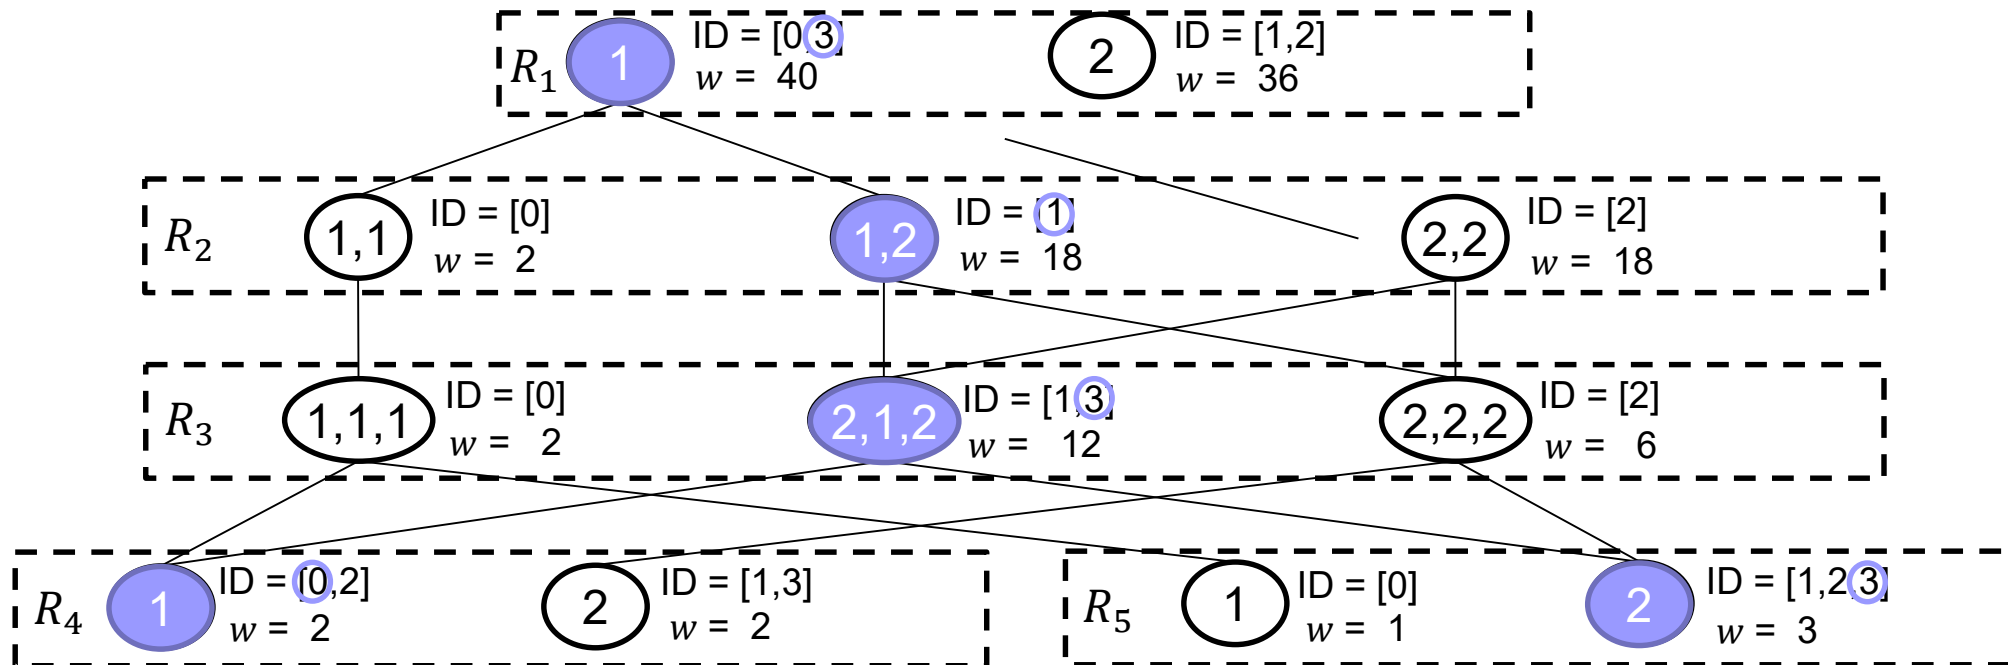 R1 1 ID = [0,3] 2 ID = [1,2]
w = 40 w = 36
R2 1,1 ID = [0] 1,2 ID = [1] 2,2 ID = [2]
w = 2 w = 18 w = 18
R3 1,1,1 ID = [0] 2,1,2 ID = [1,3] 2,2,2 ID = [2]
w = 2 w = 12 w = 6
R4 1 ID = [0,2] 2 ID = [1,3] R5 1 ID = [0] 2 ID = [1,2,3]
w = 2 w = 2 w = 1 w = 3